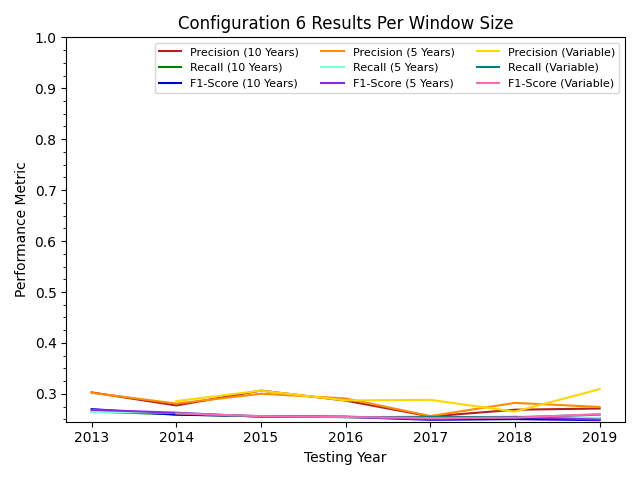 Configuration 6 Results Per Window Size
Precision (10 Years) Precision (5 Years) Precision (Variable)
Recall (10 Years) Recall (5 Years) Recall (Variable)
F1-Score (10 Years) F1-Score (5 Years) F1-Score (Variable)
1.0
0.9
0.8
0.7
0.6
0.5
0.4
0.3
Performance Metric
2013 2014 2015 2016 2017 2018 2019
Testing Year